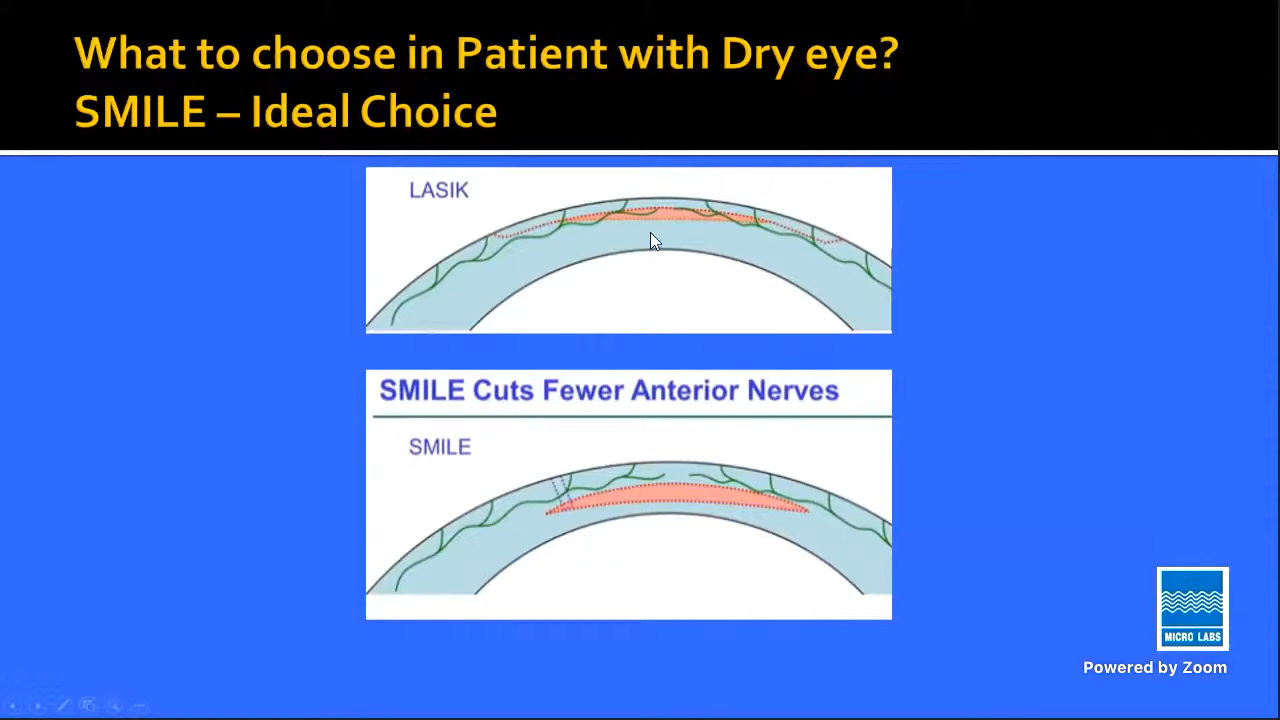 What to choose in Patient with Dry eye?
SMILE – Ideal Choice
LASIK
SMILE Cuts Fewer Anterior Nerves
SMILE
MICRO LABS
Powered by Zoom